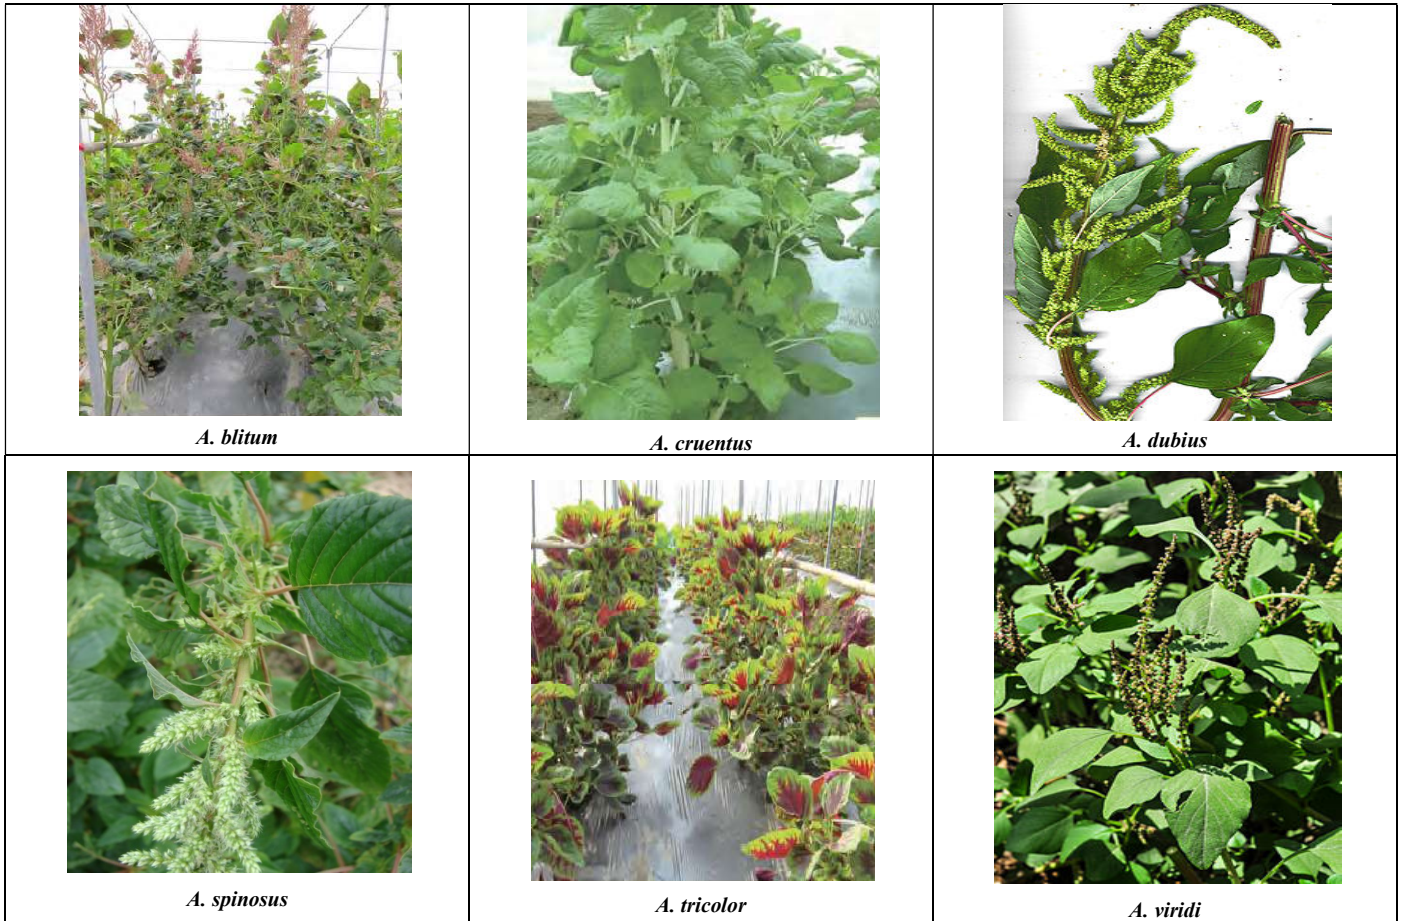 A. blitum
A. cruentus
A. dubius
A. spinosus
A. tricolor
A. viridi